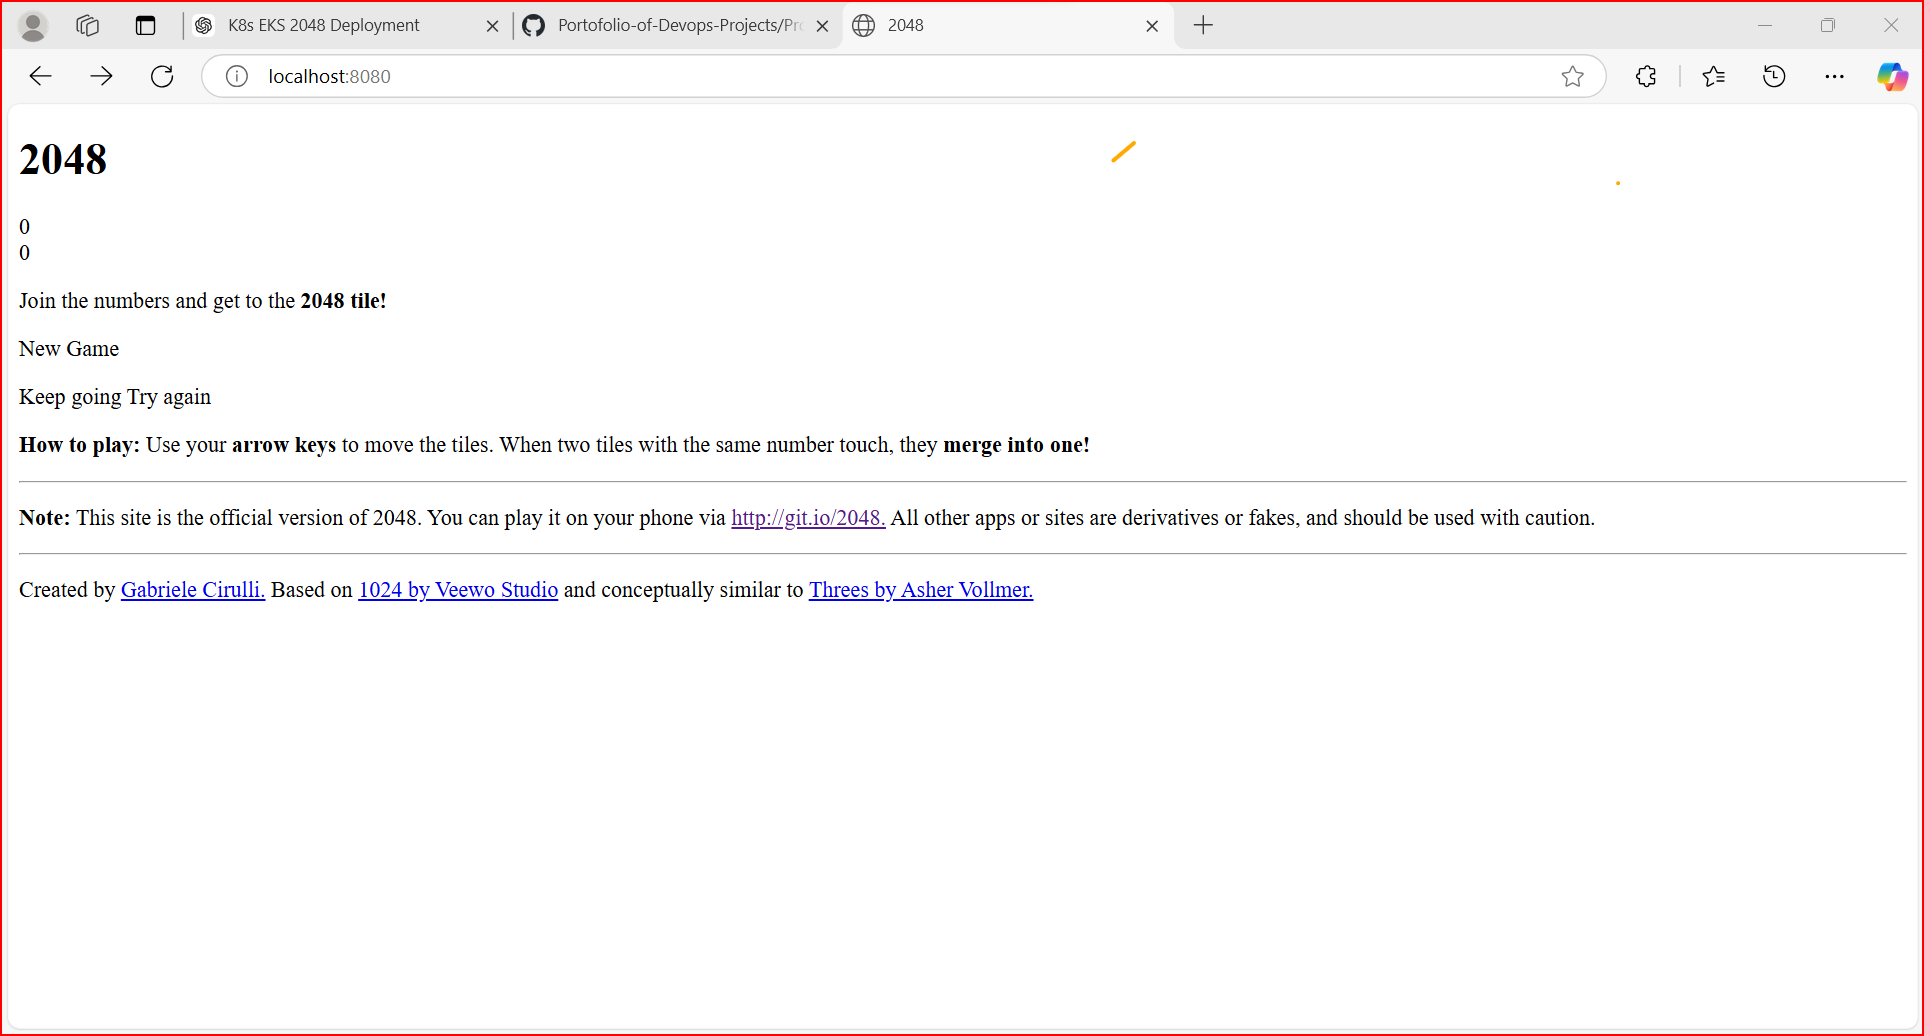 K8s EKS 2048 Deployment
Portofolio-of-Devops-Projects/Pro
2048
localhost:8080
2048
0
0
Join the numbers and get to the 2048 tile!
New Game
Keep going Try again
How to play: Use your arrow keys to move the tiles. When two tiles with the same number touch, they merge into one!
Note: This site is the official version of 2048. You can play it on your phone via http://git.io/2048. All other apps or sites are derivatives or fakes, and should be used with caution.
Created by Gabriele Cirulli. Based on 1024 by Veewo Studio and conceptually similar to Threes by Asher Vollmer.